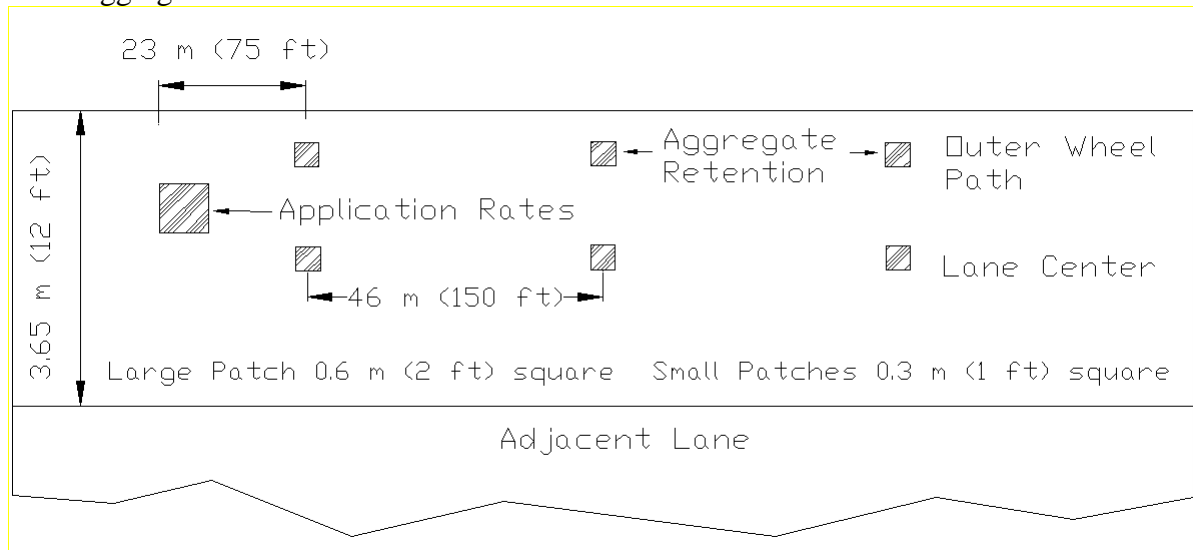 23 m (75 ft)
Aggregate
Retention
Outer Wheel
Path
Application Rates
3.65 m (12 ft)
Lane Center
46 m (150 ft)
Large Patch 0.6 m (2 ft) square
Small Patches 0.3 m (1 ft) square
Adjacent Lane